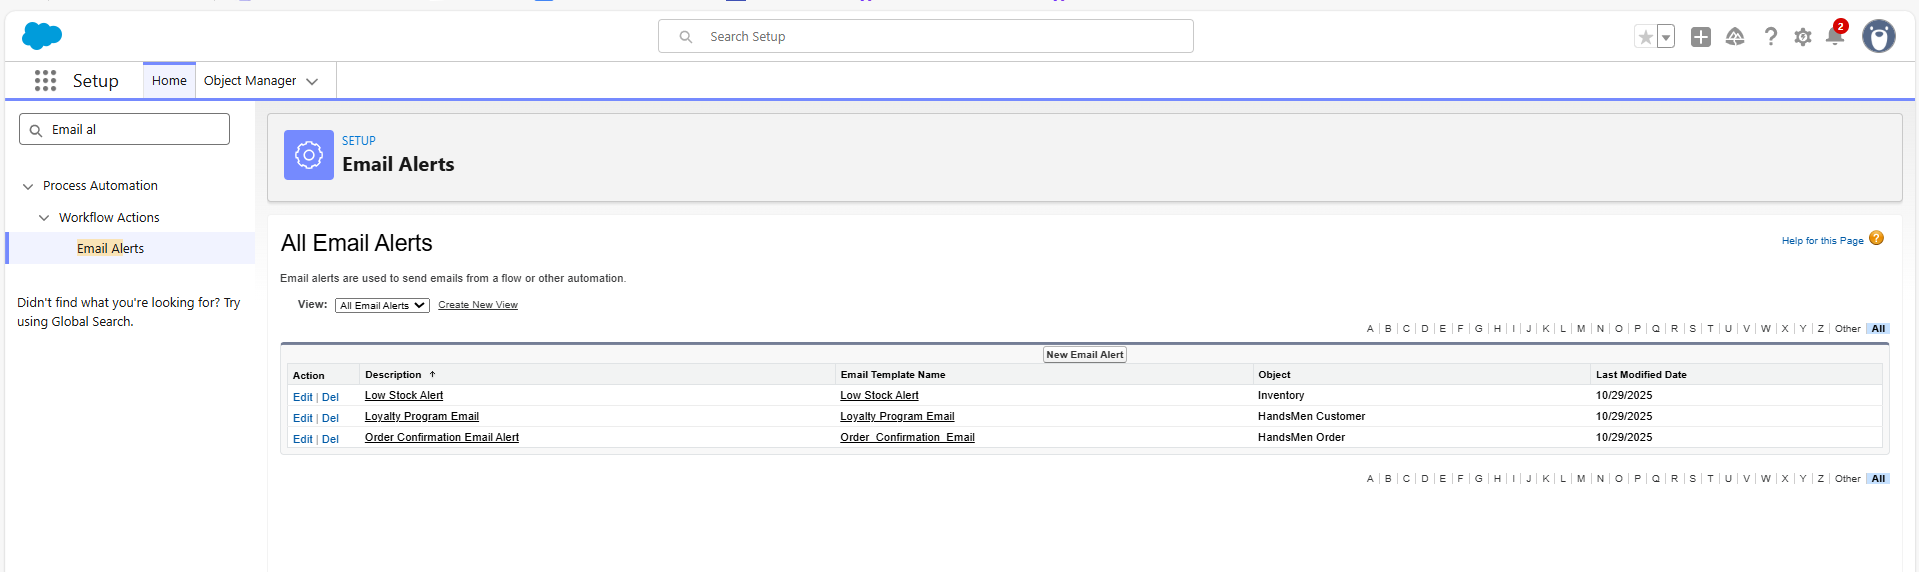 Search Setup
2
Setup
Home
Object Manager
Email al
Process Automation
Workflow Actions
Email Alerts
Didn't find what you're looking for? Try
using Global Search.
SETUP
Email Alerts
All Email Alerts
Help for this Page ?
Email alerts are used to send emails from a flow or other automation.
View: All Email Alerts Create New View
A | B | C | D | E | F | G | H | I | J | K | L | M | N | O | P | Q | R | S | T | U | V | W | X | Y | Z | Other All
New Email Alert
Action Description ↑ Email Template Name Object Last Modified Date
Edit | Del Low Stock Alert Low Stock Alert Inventory 10/29/2025
Edit | Del Loyalty Program Email Loyalty Program Email HandsMen Customer 10/29/2025
Edit | Del Order Confirmation Email Alert Order_Confirmation_Email HandsMen Order 10/29/2025
A | B | C | D | E | F | G | H | I | J | K | L | M | N | O | P | Q | R | S | T | U | V | W | X | Y | Z | Other All